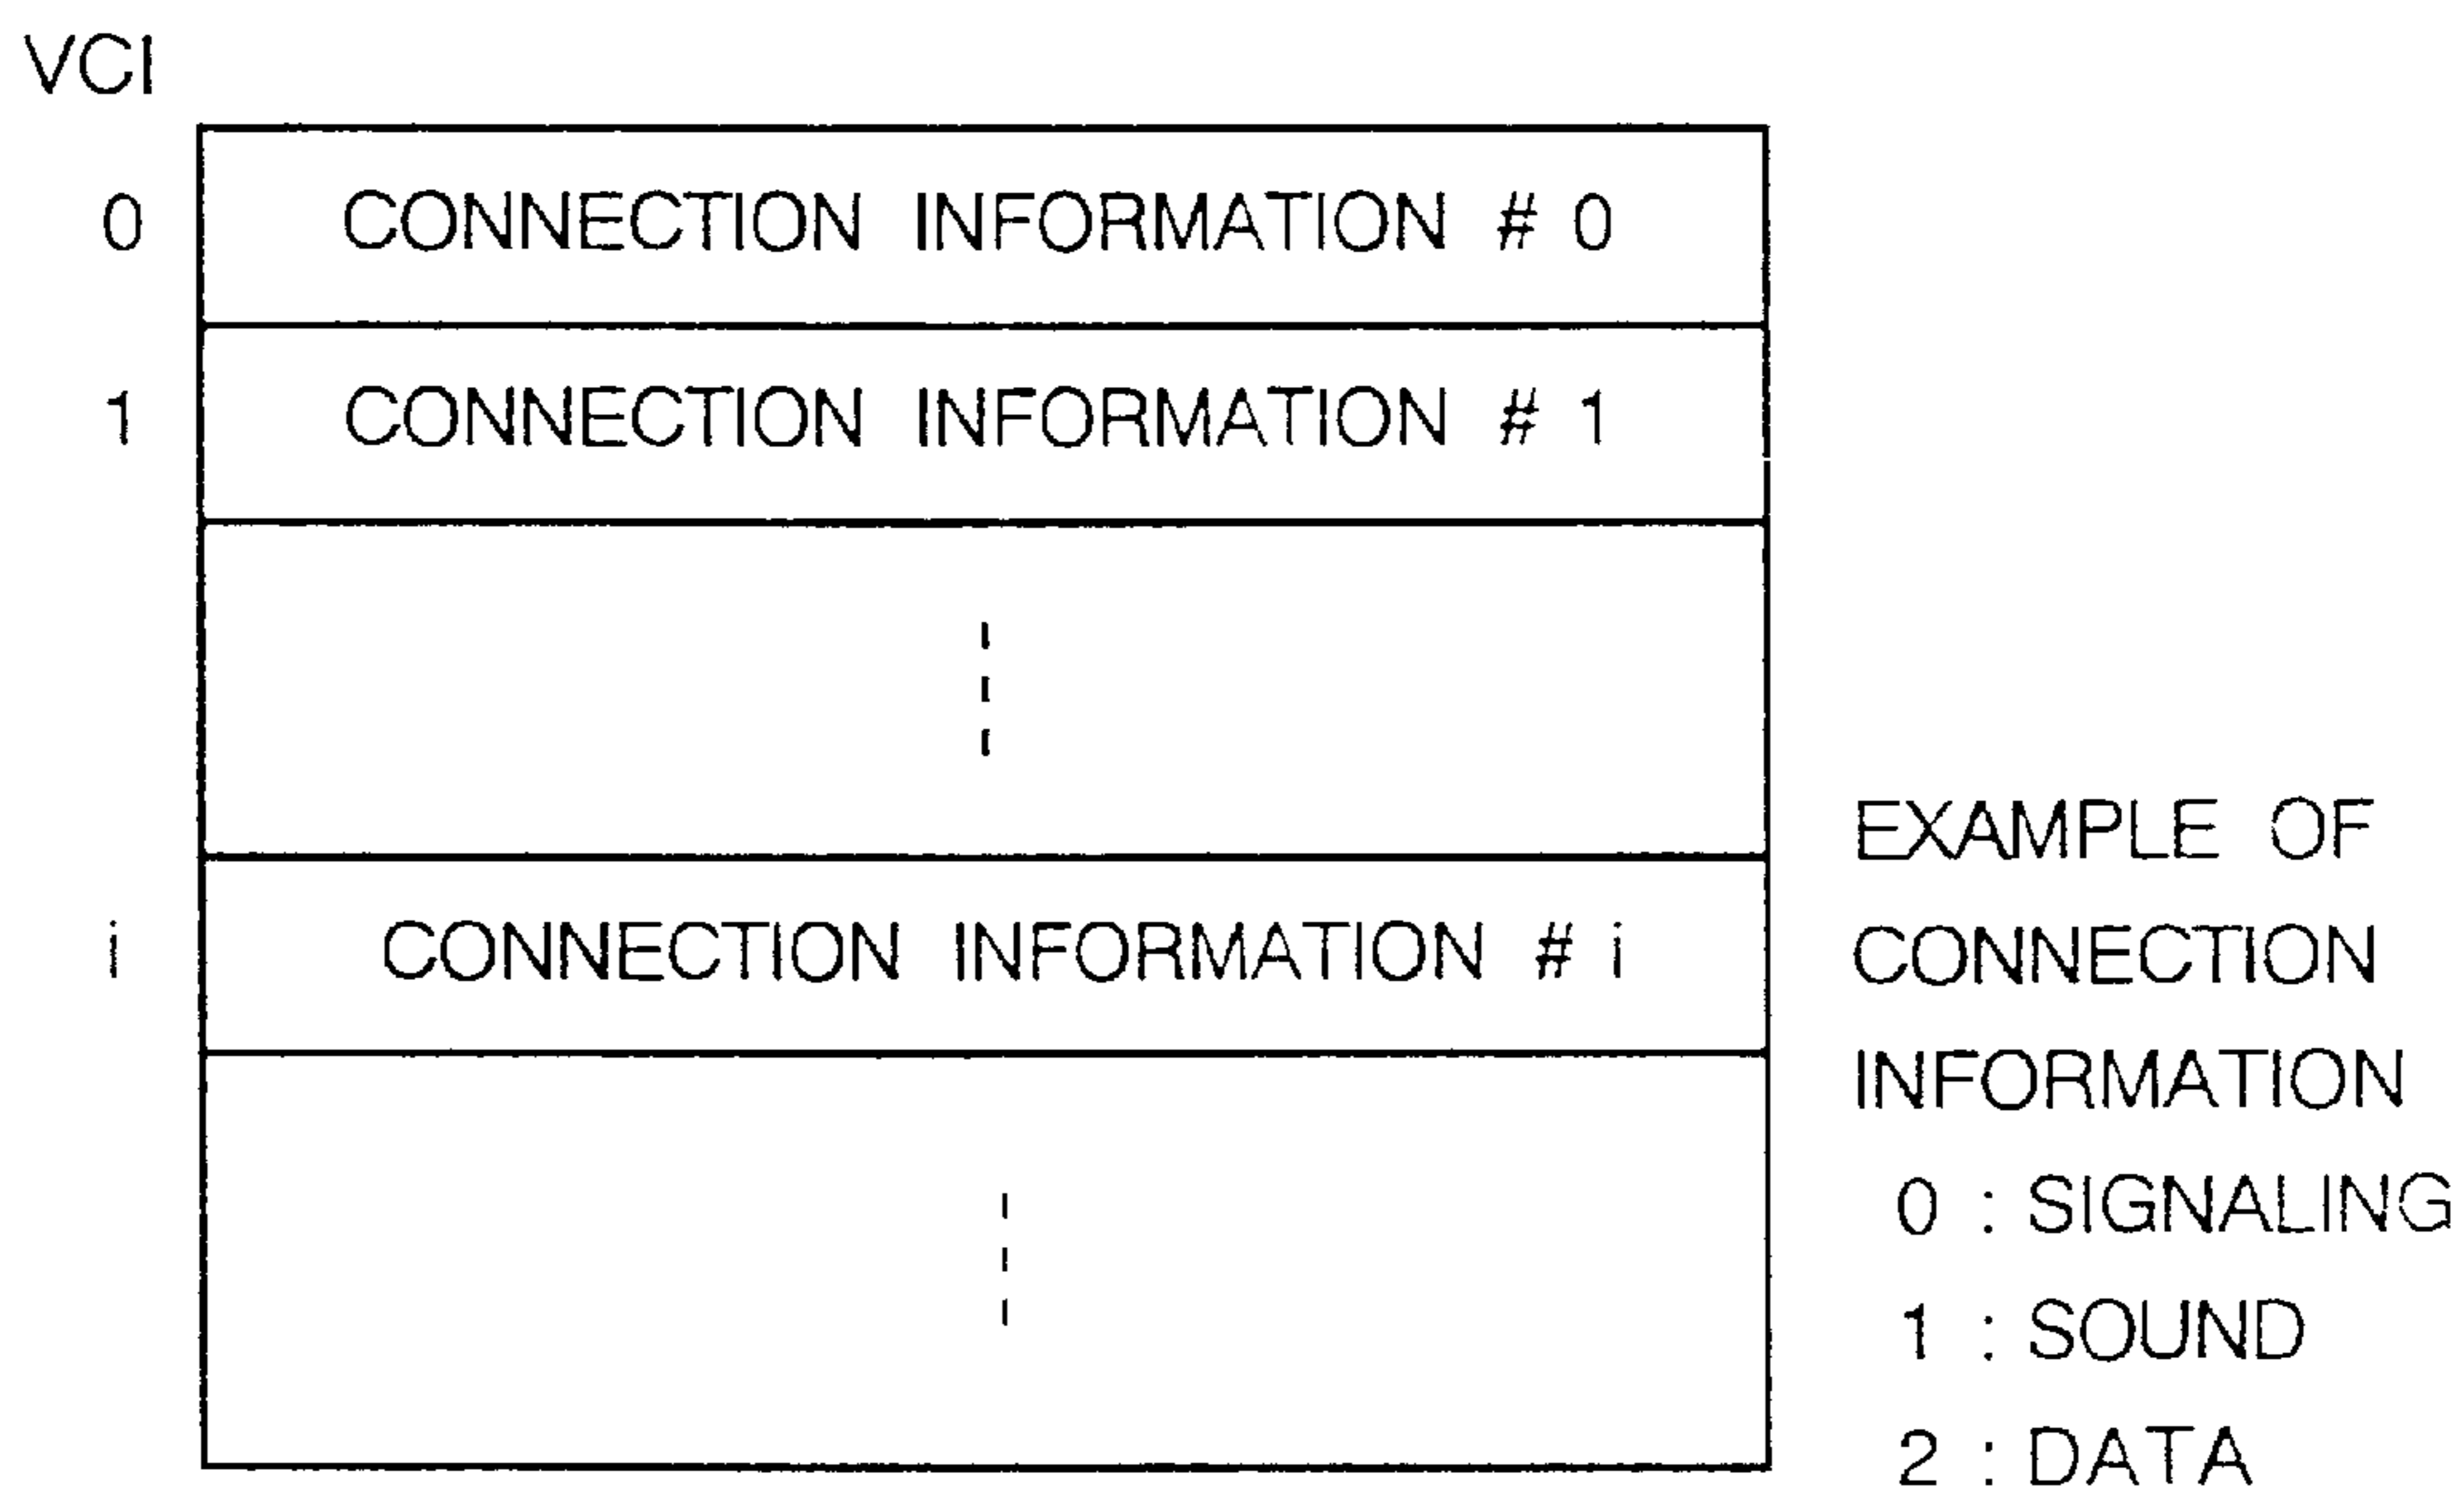 VCI
0 CONNECTION INFORMATION # 0
1 CONNECTION INFORMATION # 1
i CONNECTION INFORMATION # i
EXAMPLE OF
CONNECTION
INFORMATION
0 : SIGNALING
1 : SOUND
2 : DATA